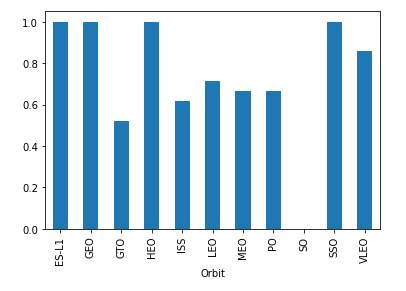 1.0
0.8
0.6
0.4
0.2
0.0
ES-L1
GEO
GTO
HEO
ISS
LEO
MEO
PO
SO
SSO
VLEO
Orbit